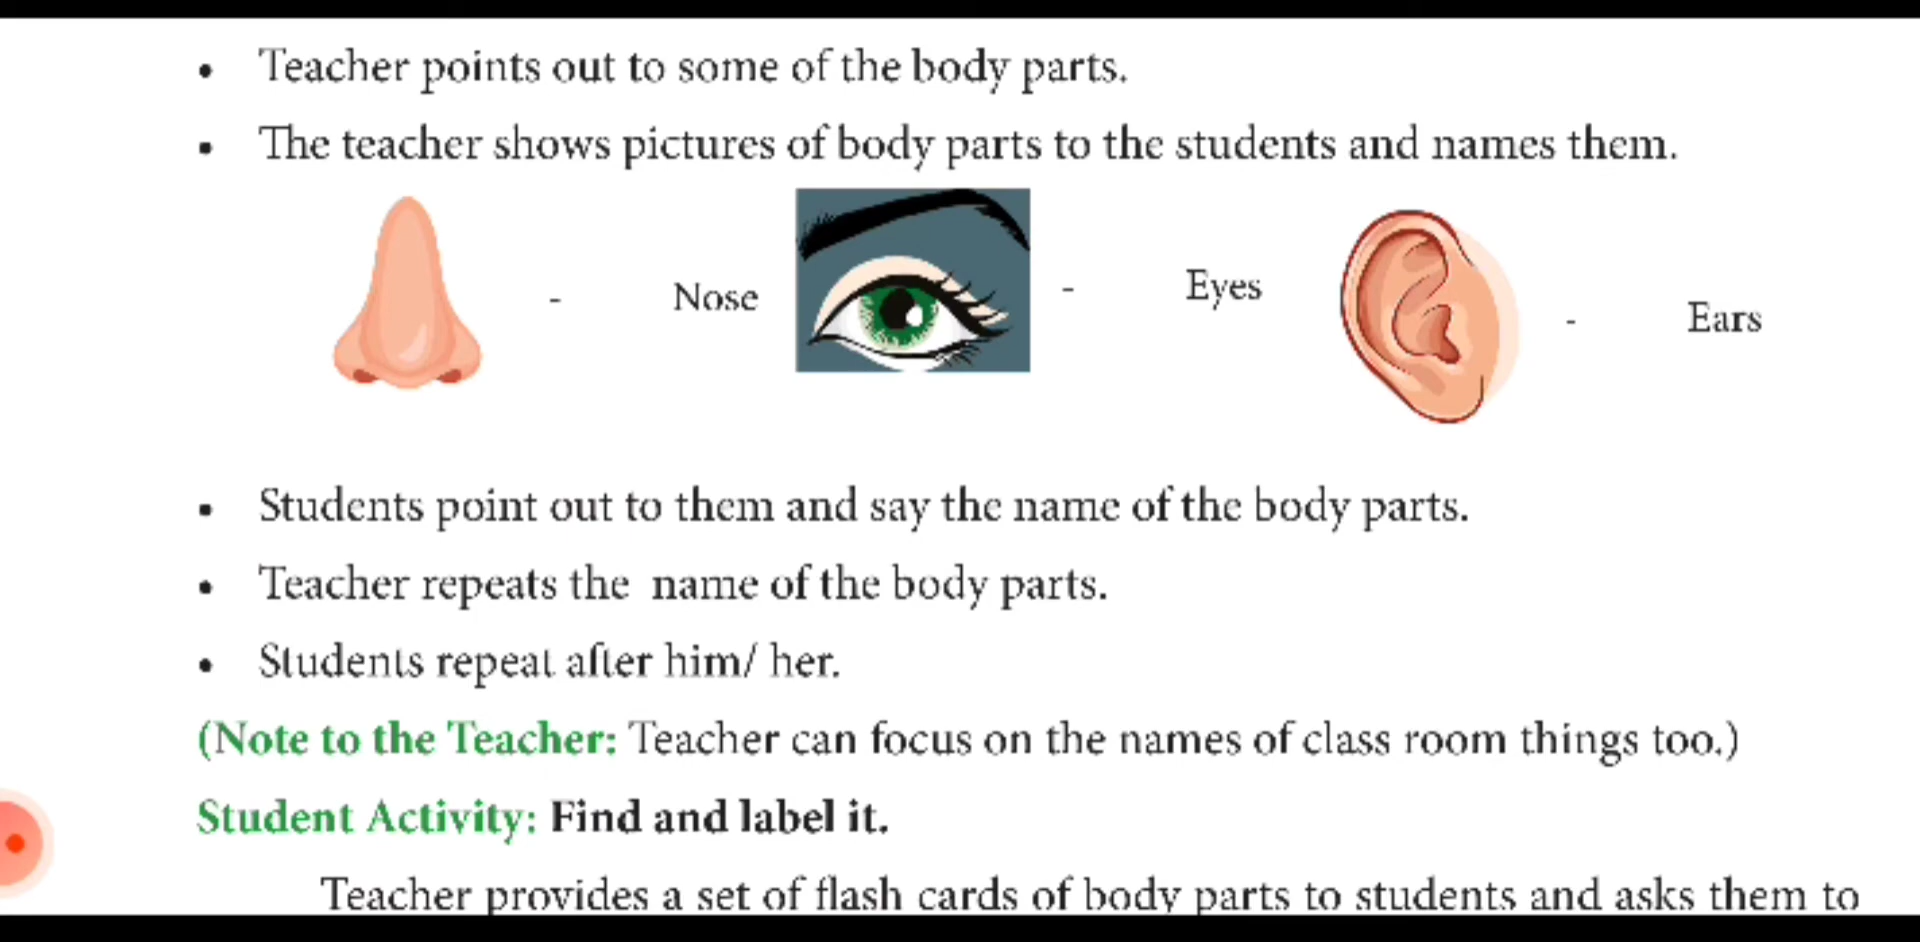 • Teacher points out to some of the body parts.
• The teacher shows pictures of body parts to the students and names them.
- Nose - Eyes - Ears
• Students point out to them and say the name of the body parts.
• Teacher repeats the name of the body parts.
• Students repeat after him/ her.
(Note to the Teacher: Teacher can focus on the names of class room things too.)
Student Activity: Find and label it.
Teacher provides a set of flash cards of body parts to students and asks them to